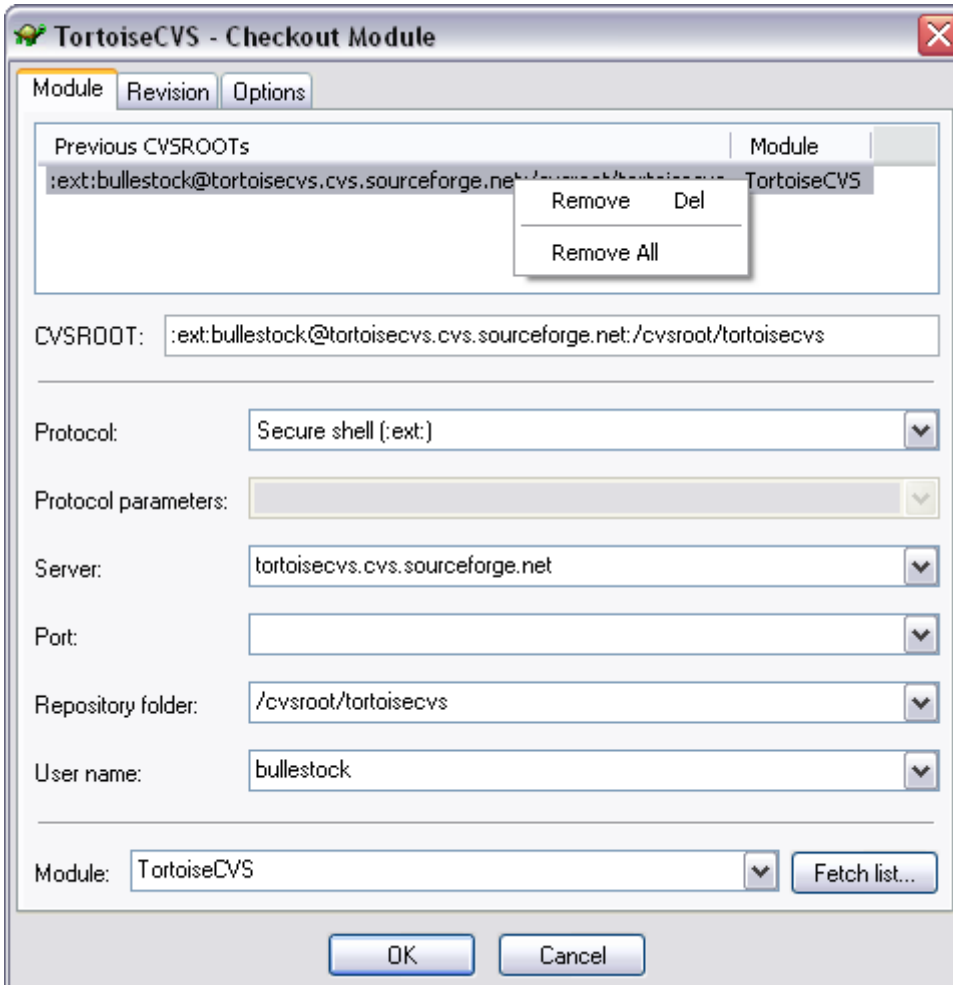 TortoiseCVS - Checkout Module
Module Revision Options
Previous CVSROOTs Module
:ext:bullestock@tortoisecvs.cvs.sourceforge.net: TortoiseCVS
Remove Del
Remove All
CVSROOT: :ext:bullestock@tortoisecvs.cvs.sourceforge.net:/cvsroot/tortoisecvs
Protocol: Secure shell (:ext:)
Protocol parameters:
Server: tortoisecvs.cvs.sourceforge.net
Port:
Repository folder: /cvsroot/tortoisecvs
User name: bullestock
Module: TortoiseCVS Fetch list...
OK Cancel